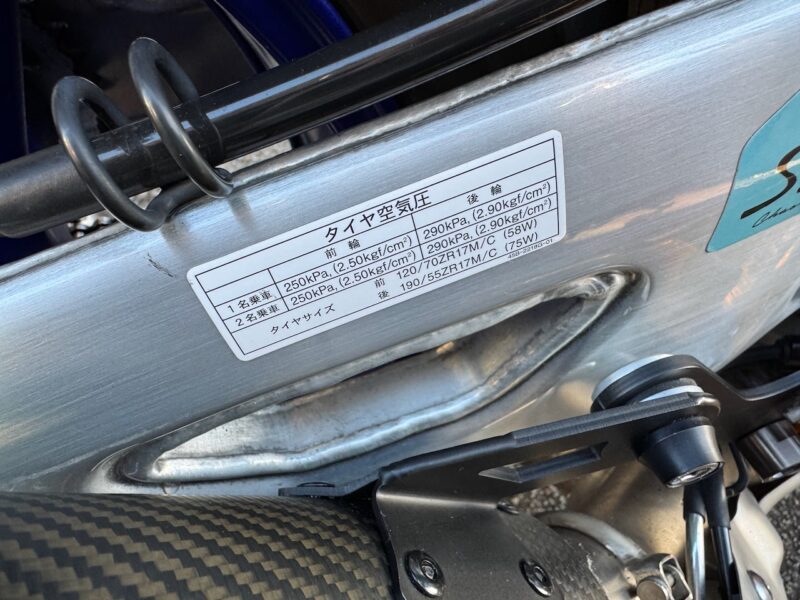 タイヤ空気圧
前 輪 後 輪
1名乗車 250kPa, (2.50kgf/cm²) 290kPa, (2.90kgf/cm²)
2名乗車 250kPa, (2.50kgf/cm²) 290kPa, (2.90kgf/cm²)
タイヤサイズ 前 120/70ZR17M/C (58W)
後 190/55ZR17M/C (75W)